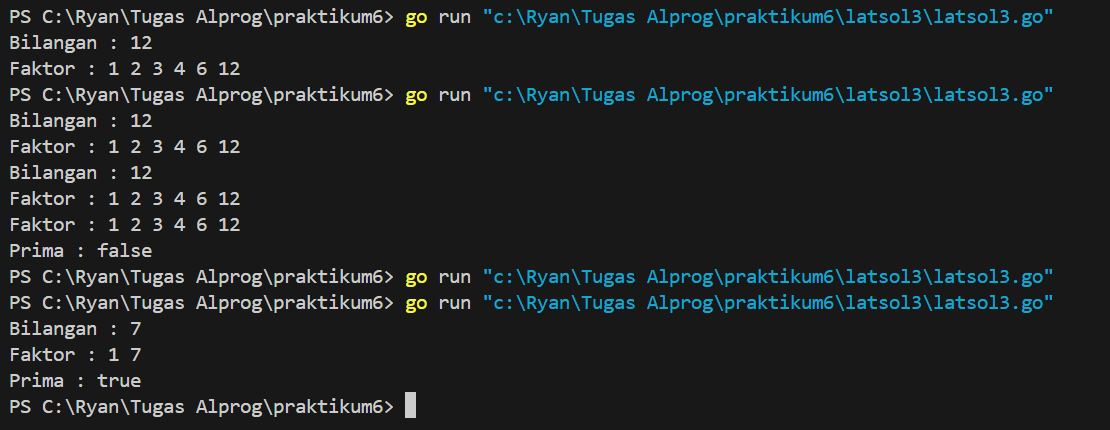 PS C:\Ryan\Tugas Alprog\praktikum6> go run "c:\Ryan\Tugas Alprog\praktikum6\latsol3\latsol3.go"
Bilangan : 12
Faktor : 1 2 3 4 6 12
PS C:\Ryan\Tugas Alprog\praktikum6> go run "c:\Ryan\Tugas Alprog\praktikum6\latsol3\latsol3.go"
Bilangan : 12
Faktor : 1 2 3 4 6 12
Bilangan : 12
Faktor : 1 2 3 4 6 12
Faktor : 1 2 3 4 6 12
Prima : false
PS C:\Ryan\Tugas Alprog\praktikum6> go run "c:\Ryan\Tugas Alprog\praktikum6\latsol3\latsol3.go"
PS C:\Ryan\Tugas Alprog\praktikum6> go run "c:\Ryan\Tugas Alprog\praktikum6\latsol3\latsol3.go"
Bilangan : 7
Faktor : 1 7
Prima : true
PS C:\Ryan\Tugas Alprog\praktikum6>